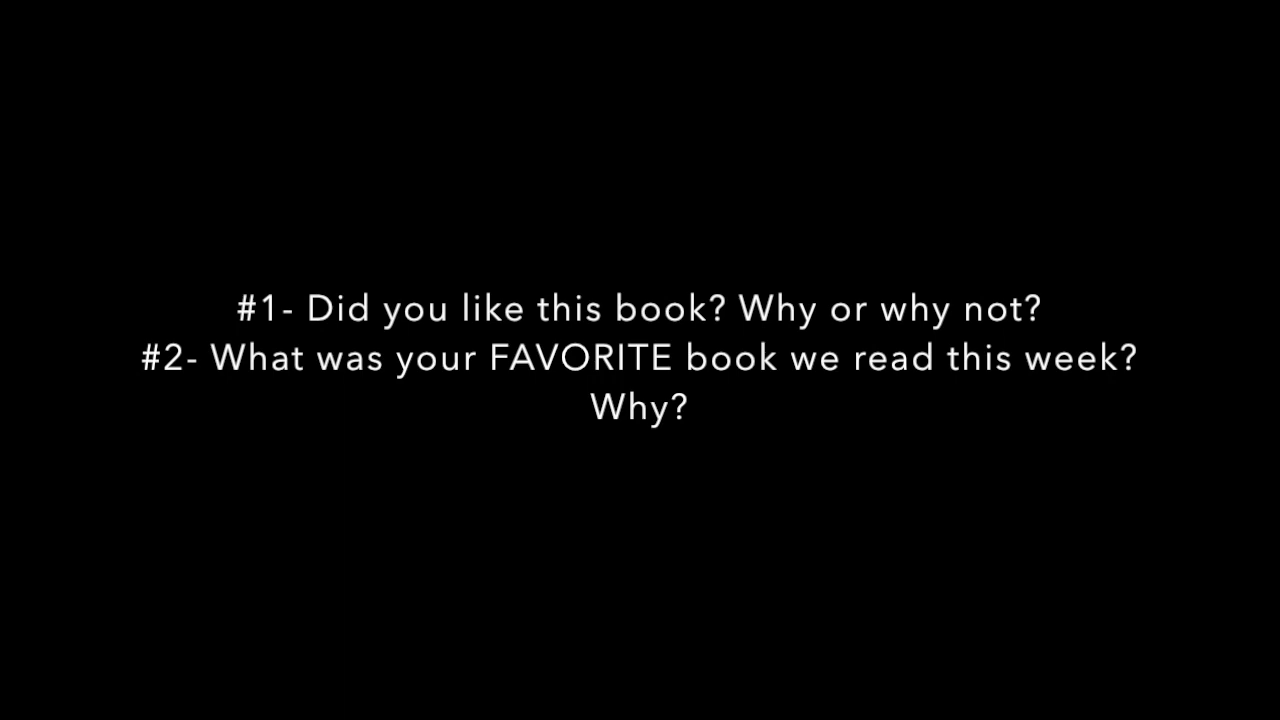 #1- Did you like this book? Why or why not?
#2- What was your FAVORITE book we read this week?
Why?